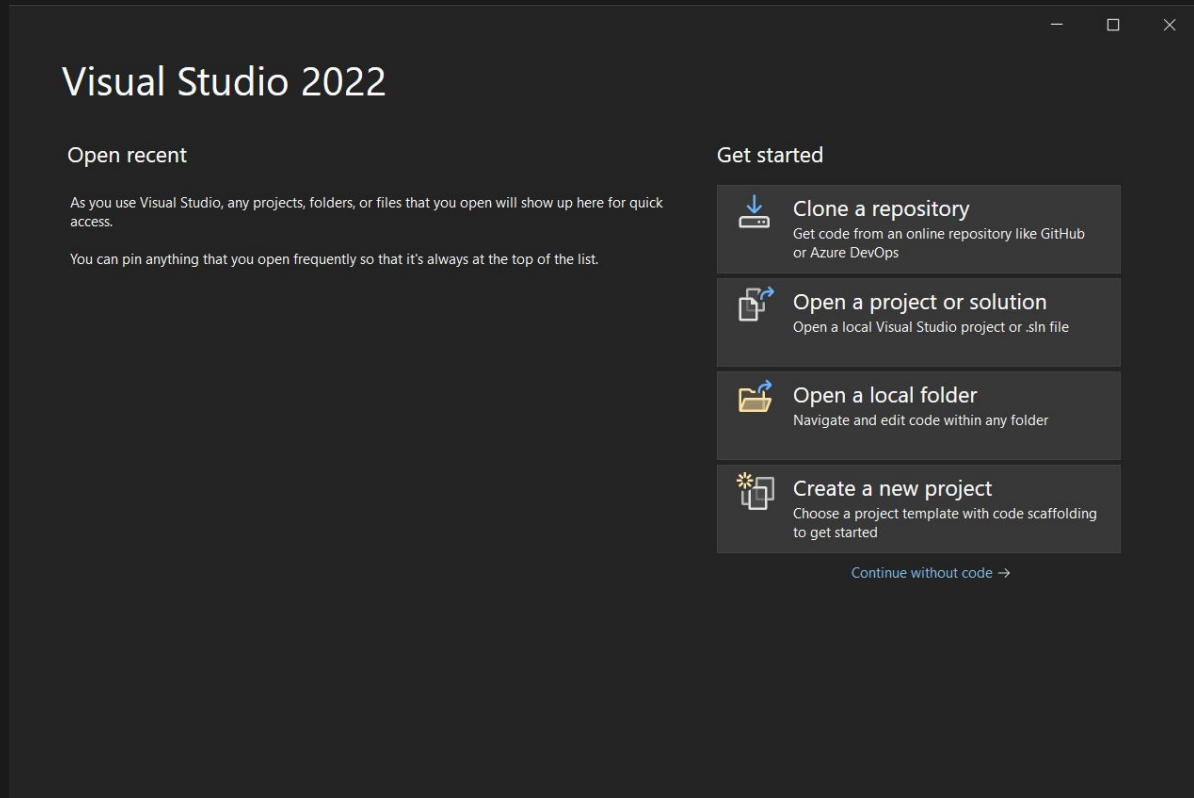 Visual Studio 2022
Open recent
As you use Visual Studio, any projects, folders, or files that you open will show up here for quick
access.
You can pin anything that you open frequently so that it's always at the top of the list.
Get started
Clone a repository
Get code from an online repository like GitHub
or Azure DevOps
Open a project or solution
Open a local Visual Studio project or .sln file
Open a local folder
Navigate and edit code within any folder
Create a new project
Choose a project template with code scaffolding
to get started
Continue without code →